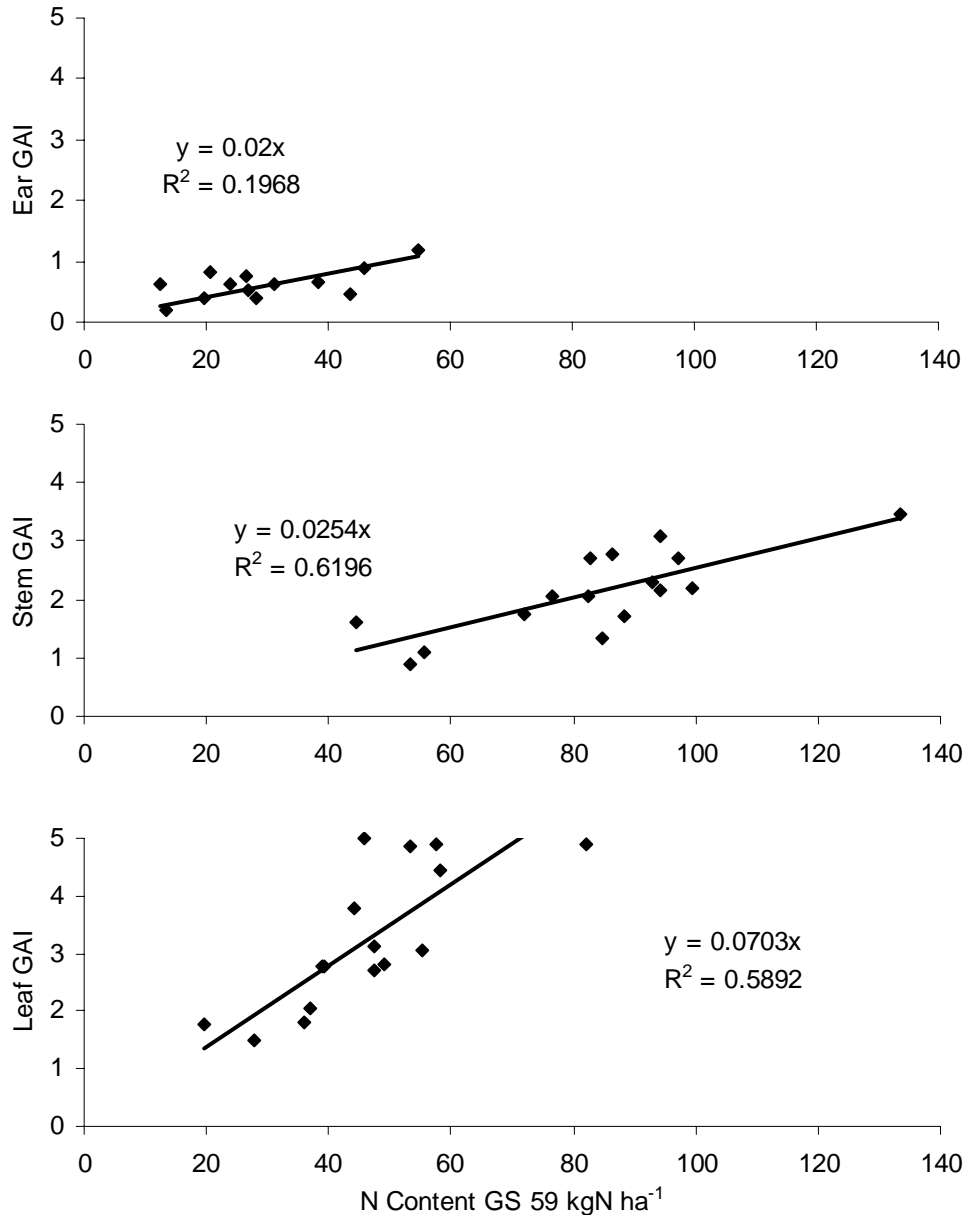 5
4
3
2
1
0
Ear GAI
y = 0.02x
R² = 0.1968
0 20 40 60 80 100 120 140
5
4
3
2
1
0
Stem GAI
y = 0.0254x
R² = 0.6196
0 20 40 60 80 100 120 140
5
4
3
2
1
0
Leaf GAI
y = 0.0703x
R² = 0.5892
0 20 40 60 80 100 120 140
N Content GS 59 kgN ha⁻¹